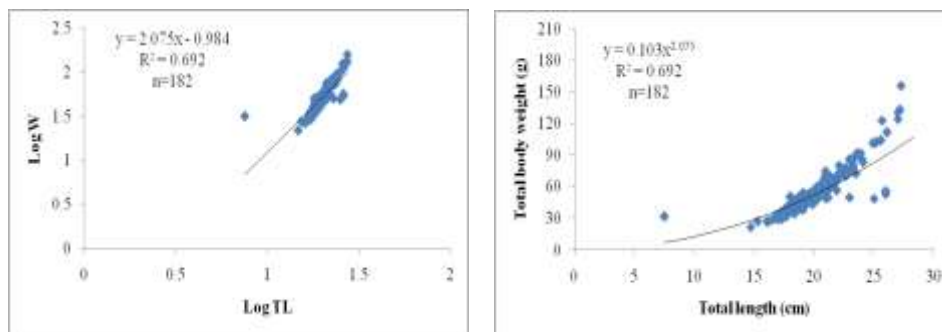 2.5
2
1.5
1
0.5
0
y = 2.075x - 0.984
R² = 0.692
n=182
Log W
0 0.5 1 1.5 2
Log TL
180
150
120
90
60
30
0
y = 0.103x^2.075
R² = 0.692
n=182
Total body weight (g)
0 5 10 15 20 25 30
Total length (cm)